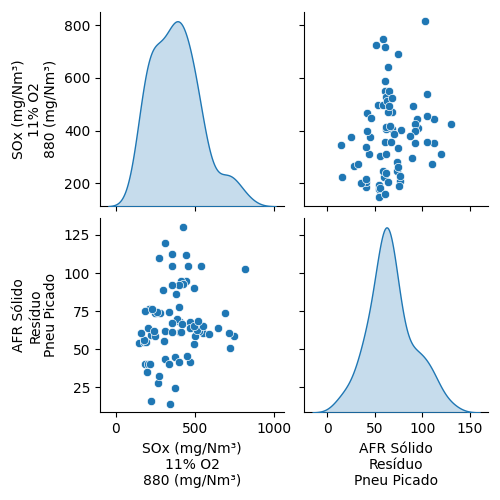 SOx (mg/Nm³)
11% O2
880 (mg/Nm³)
800
600
400
200
AFR Sólido
Resíduo
Pneu Picado
125
100
75
50
25
0 500 1000
0 50 100 150
SOx (mg/Nm³)
11% O2
880 (mg/Nm³)
AFR Sólido
Resíduo
Pneu Picado